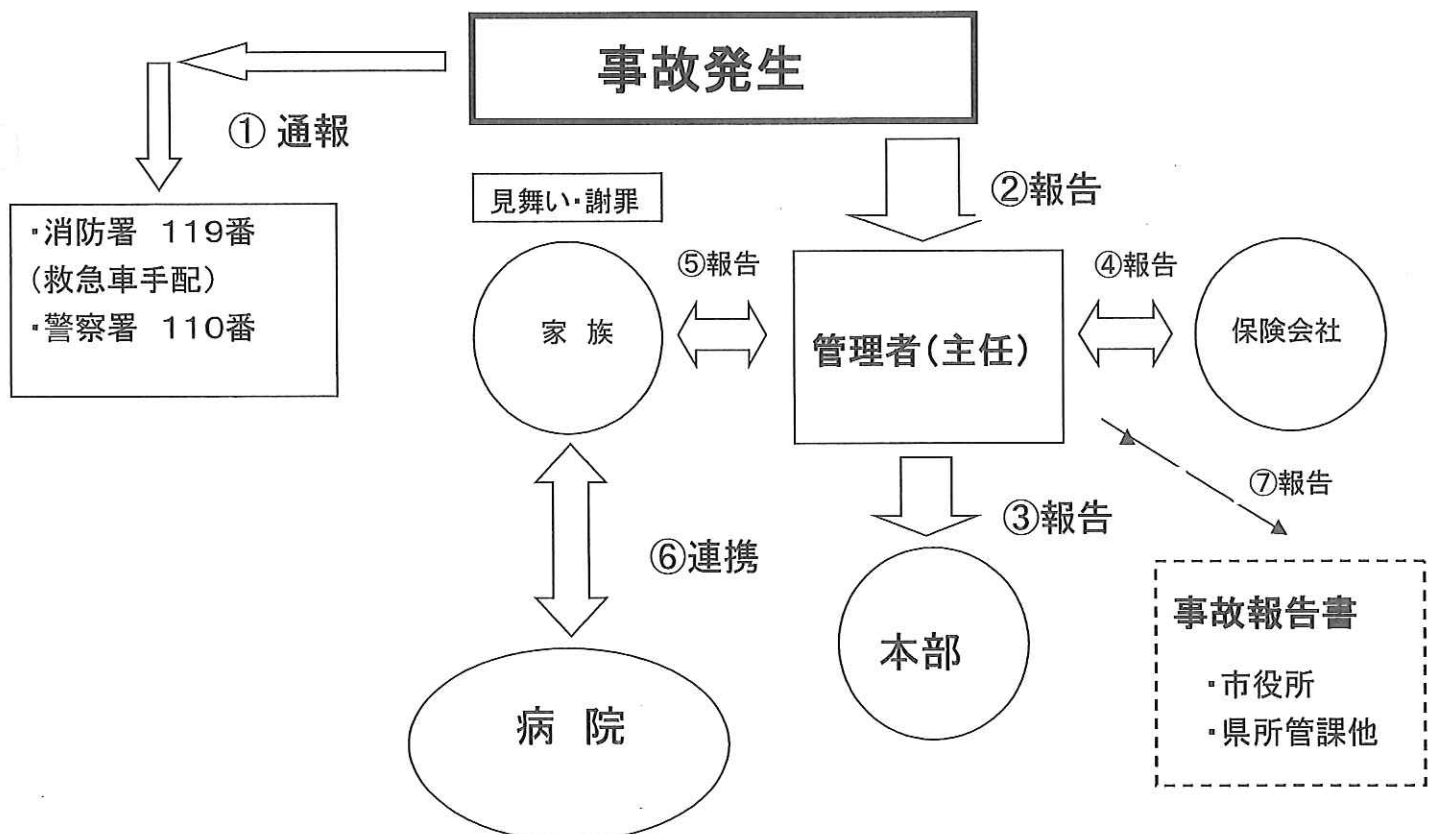 事故発生
① 通報
②報告
見舞い・謝罪
・消防署 119番
(救急車手配)
・警察署 110番
⑤報告
④報告
家 族
管理者(主任)
保険会社
⑦報告
③報告
⑥連携
事故報告書
本部
・市役所
病 院
・県所管課他